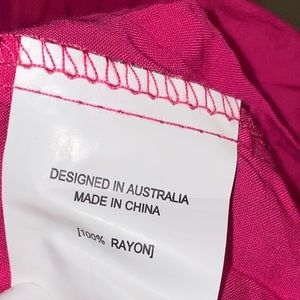 DESIGNED IN AUSTRALIA
MADE IN CHINA
[100% RAYON]